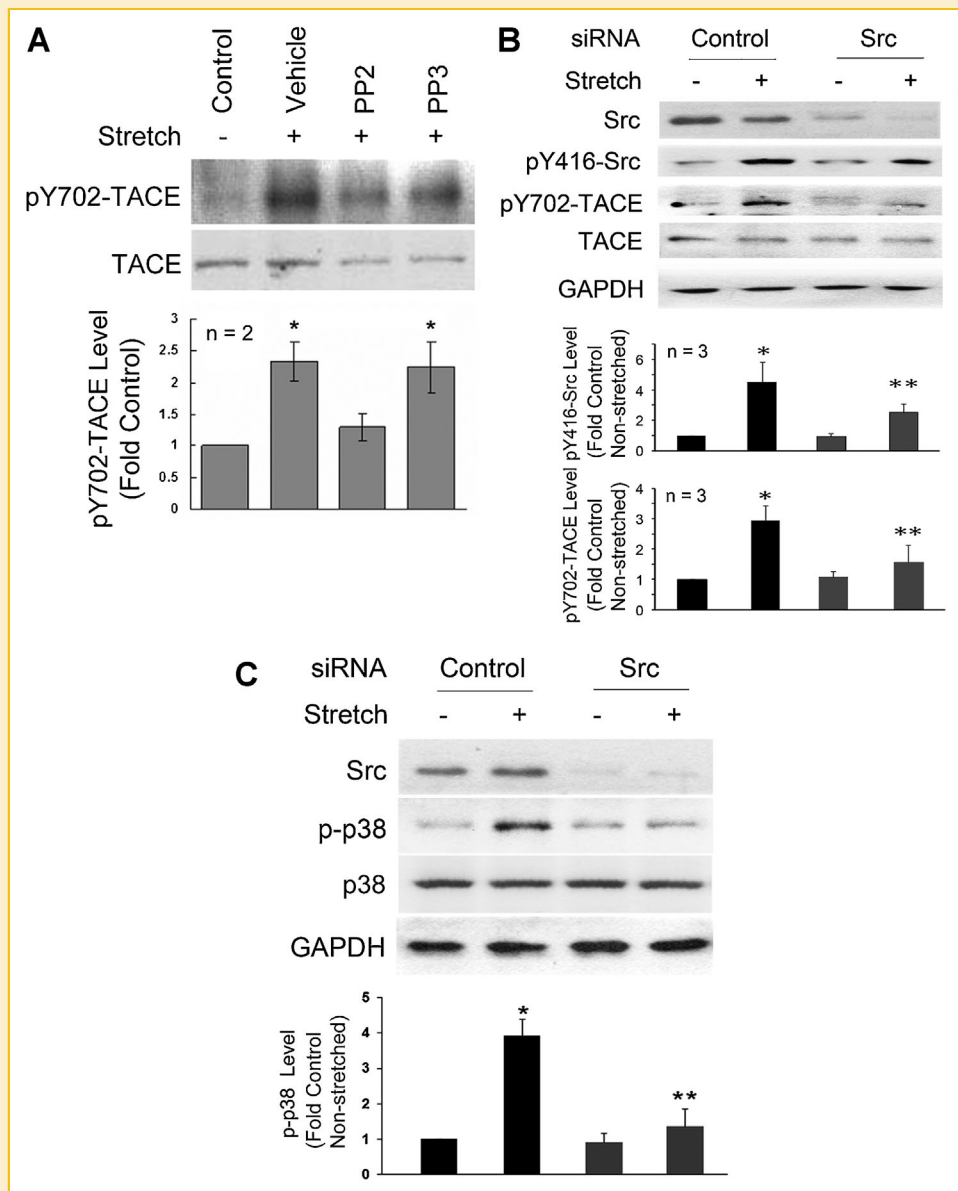 A
Control Vehicle PP2 PP3
Stretch - + + +
pY702-TACE
TACE
pY702-TACE Level
(Fold Control)
n = 2
3
2.5
2
1.5
1
0.5
0
* *
B
siRNA Control Src
Stretch - + - +
Src
pY416-Src
pY702-TACE
TACE
GAPDH
pY416-Src Level
(Fold Control
Non-stretched)
n = 3
6
4
2
1
0
* **
pY702-TACE Level
(Fold Control
Non-stretched)
n = 3
4
3
2
1
0
* **
C
siRNA Control Src
Stretch - + - +
Src
p-p38
p38
GAPDH
p-p38 Level
(Fold Control
Non-stretched)
5
4
3
2
1
0
* **